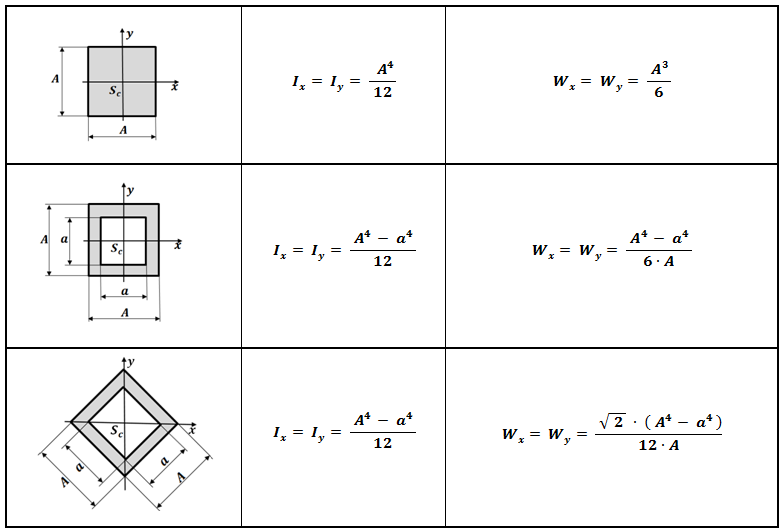 y
A
S_c
x
A
I_x = I_y = A^4 / 12
W_x = W_y = A^3 / 6
y
A
a
S_c
x
a
A
I_x = I_y = A^4 − a^4 / 12
W_x = W_y = A^4 − a^4 / 6 · A
y
S_c
x
A
a
a
A
I_x = I_y = A^4 − a^4 / 12
W_x = W_y = √2 · ( A^4 − a^4 ) / 12 · A